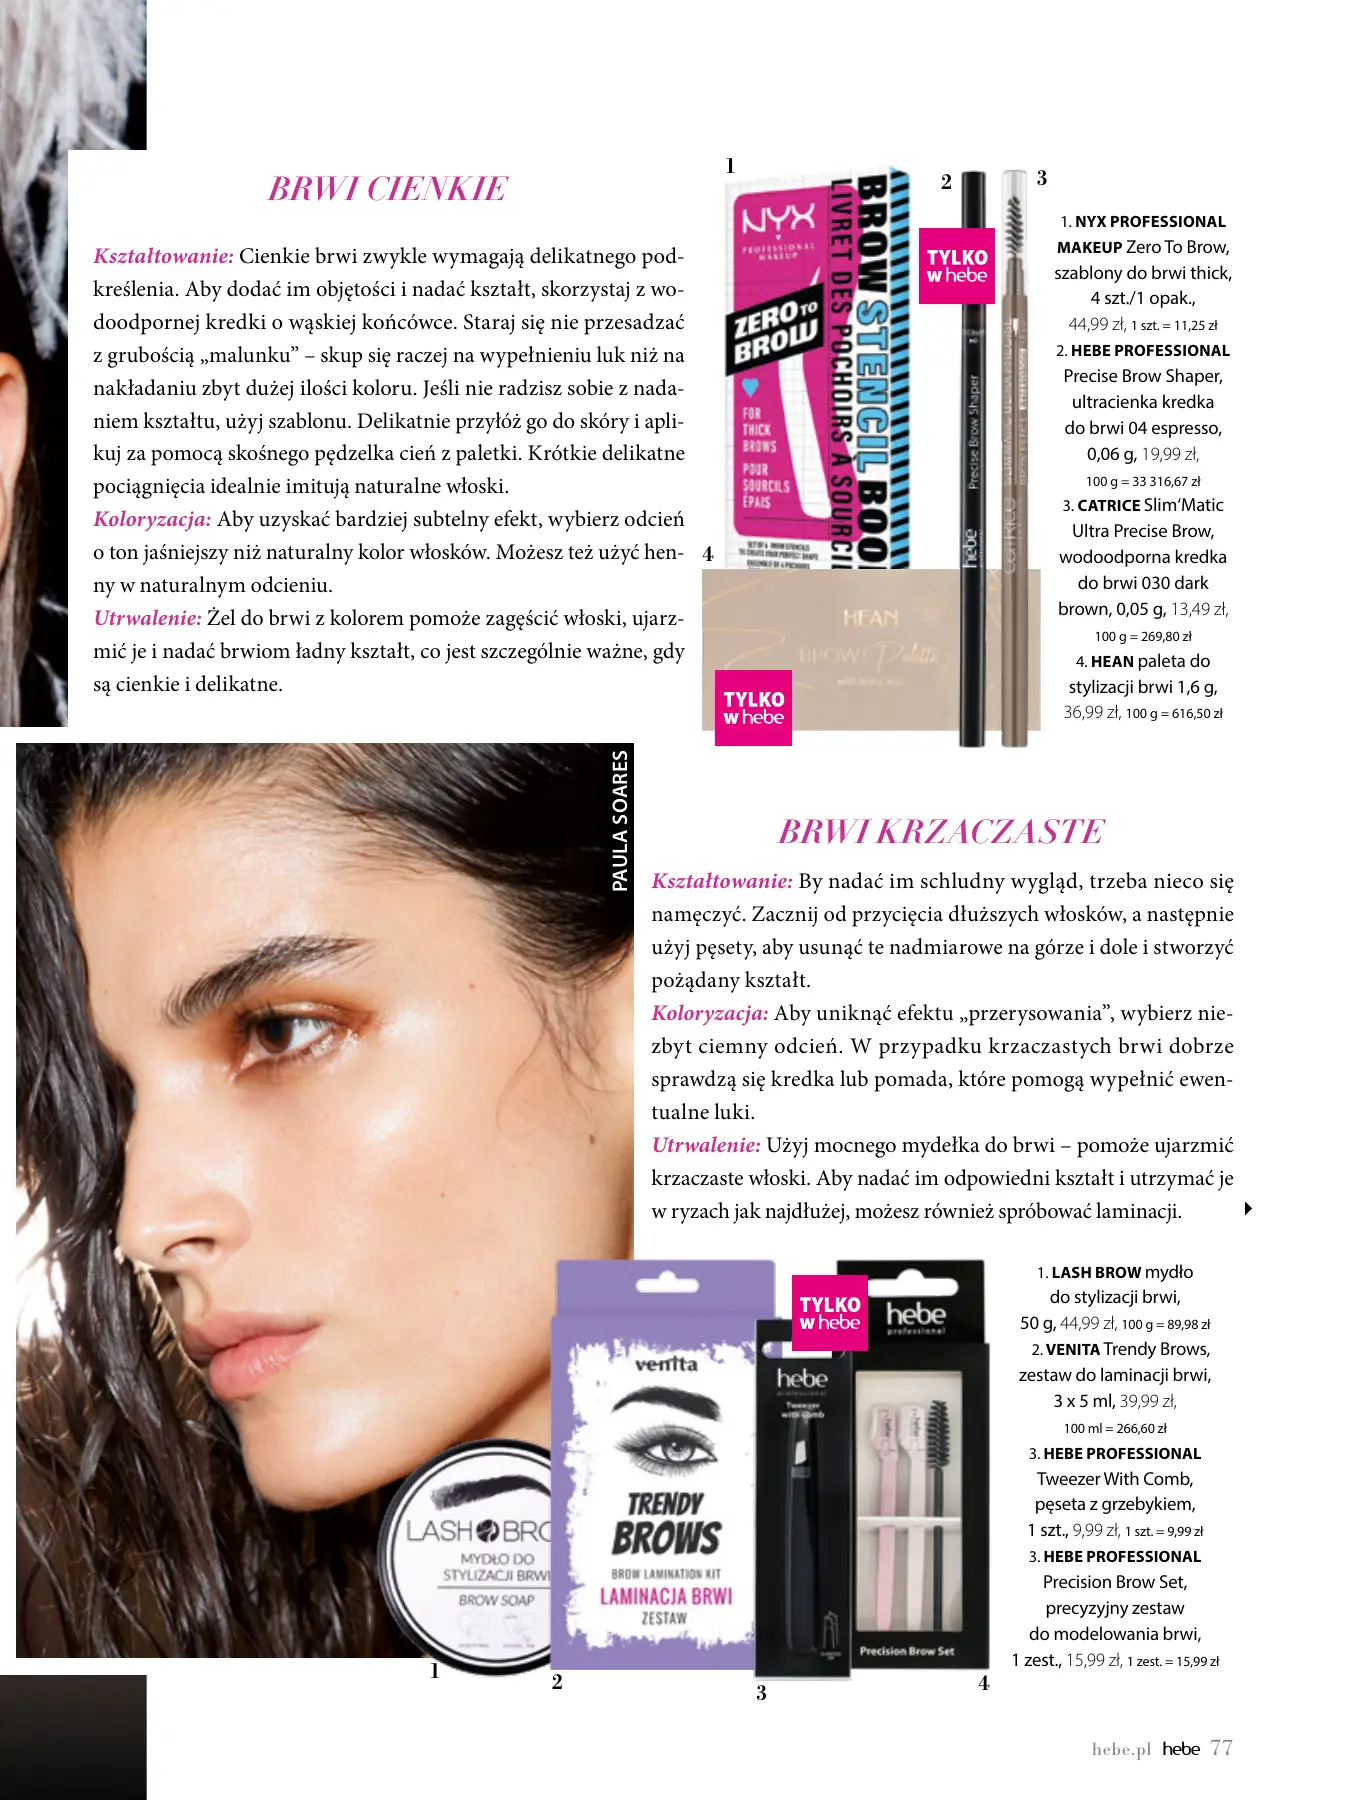 BRWI CIENKIE
Kształtowanie: Cienkie brwi zwykle wymagają delikatnego pod-
kreślenia. Aby dodać im objętości i nadać kształt, skorzystaj z wo-
doodpornej kredki o wąskiej końcówce. Staraj się nie przesadzać
z grubością „malunku” – skup się raczej na wypełnieniu luk niż na
nakładaniu zbyt dużej ilości koloru. Jeśli nie radzisz sobie z nada-
niem kształtu, użyj szablonu. Delikatnie przyłóż go do skóry i apli-
kuj za pomocą skośnego pędzelka cień z paletki. Krótkie delikatne
pociągnięcia idealnie imitują naturalne włoski.
Koloryzacja: Aby uzyskać bardziej subtelny efekt, wybierz odcień
o ton jaśniejszy niż naturalny kolor włosków. Możesz też użyć hen-
ny w naturalnym odcieniu.
Utrwalenie: Żel do brwi z kolorem pomoże zagęścić włoski, ujarz-
mić je i nadać brwiom ładny kształt, co jest szczególnie ważne, gdy
są cienkie i delikatne.
1
NYX
PROFESSIONAL
MAKEUP
ZERO TO
BROW
FOR
THICK
BROWS
POUR
SOURCILS
ÉPAIS
BROW STENCIL BOO
LIVRET DES POCHOIRS À SOURCI
2
3
TYLKO
w hebe
Precise Brow Shaper
hebe
4
HEAN
BROW Palette
TYLKO
w hebe
1. NYX PROFESSIONAL
MAKEUP Zero To Brow,
szablony do brwi thick,
4 szt./1 opak.,
44,99 zł, 1 szt. = 11,25 zł
2. HEBE PROFESSIONAL
Precise Brow Shaper,
ultracienka kredka
do brwi 04 espresso,
0,06 g, 19,99 zł,
100 g = 33 316,67 zł
3. CATRICE Slim‘Matic
Ultra Precise Brow,
wodoodporna kredka
do brwi 030 dark
brown, 0,05 g, 13,49 zł,
100 g = 269,80 zł
4. HEAN paleta do
stylizacji brwi 1,6 g,
36,99 zł, 100 g = 616,50 zł
PAULA SOARES
BRWI KRZACZASTE
Kształtowanie: By nadać im schludny wygląd, trzeba nieco się
namęczyć. Zacznij od przycięcia dłuższych włosków, a następnie
użyj pęsety, aby usunąć te nadmiarowe na górze i dole i stworzyć
pożądany kształt.
Koloryzacja: Aby uniknąć efektu „przerysowania”, wybierz nie-
zbyt ciemny odcień. W przypadku krzaczastych brwi dobrze
sprawdzą się kredka lub pomada, które pomogą wypełnić ewen-
tualne luki.
Utrwalenie: Użyj mocnego mydełka do brwi – pomoże ujarzmić
krzaczaste włoski. Aby nadać im odpowiedni kształt i utrzymać je
w ryzach jak najdłużej, możesz również spróbować laminacji.
LASH BRO
MYDŁO DO
STYLIZACJI BRWI
BROW SOAP
1
venita
TRENDY
BROWS
BROW LAMINATION KIT
LAMINACJA BRWI
ZESTAW
2
TYLKO
w hebe
hebe
professional
Tweezer
with comb
3
hebe
professional
Precision Brow Set
4
1. LASH BROW mydło
do stylizacji brwi,
50 g, 44,99 zł, 100 g = 89,98 zł
2. VENITA Trendy Brows,
zestaw do laminacji brwi,
3 x 5 ml, 39,99 zł,
100 ml = 266,60 zł
3. HEBE PROFESSIONAL
Tweezer With Comb,
pęseta z grzebykiem,
1 szt., 9,99 zł, 1 szt. = 9,99 zł
3. HEBE PROFESSIONAL
Precision Brow Set,
precyzyjny zestaw
do modelowania brwi,
1 zest., 15,99 zł, 1 zest. = 15,99 zł
hebe.pl hebe 77